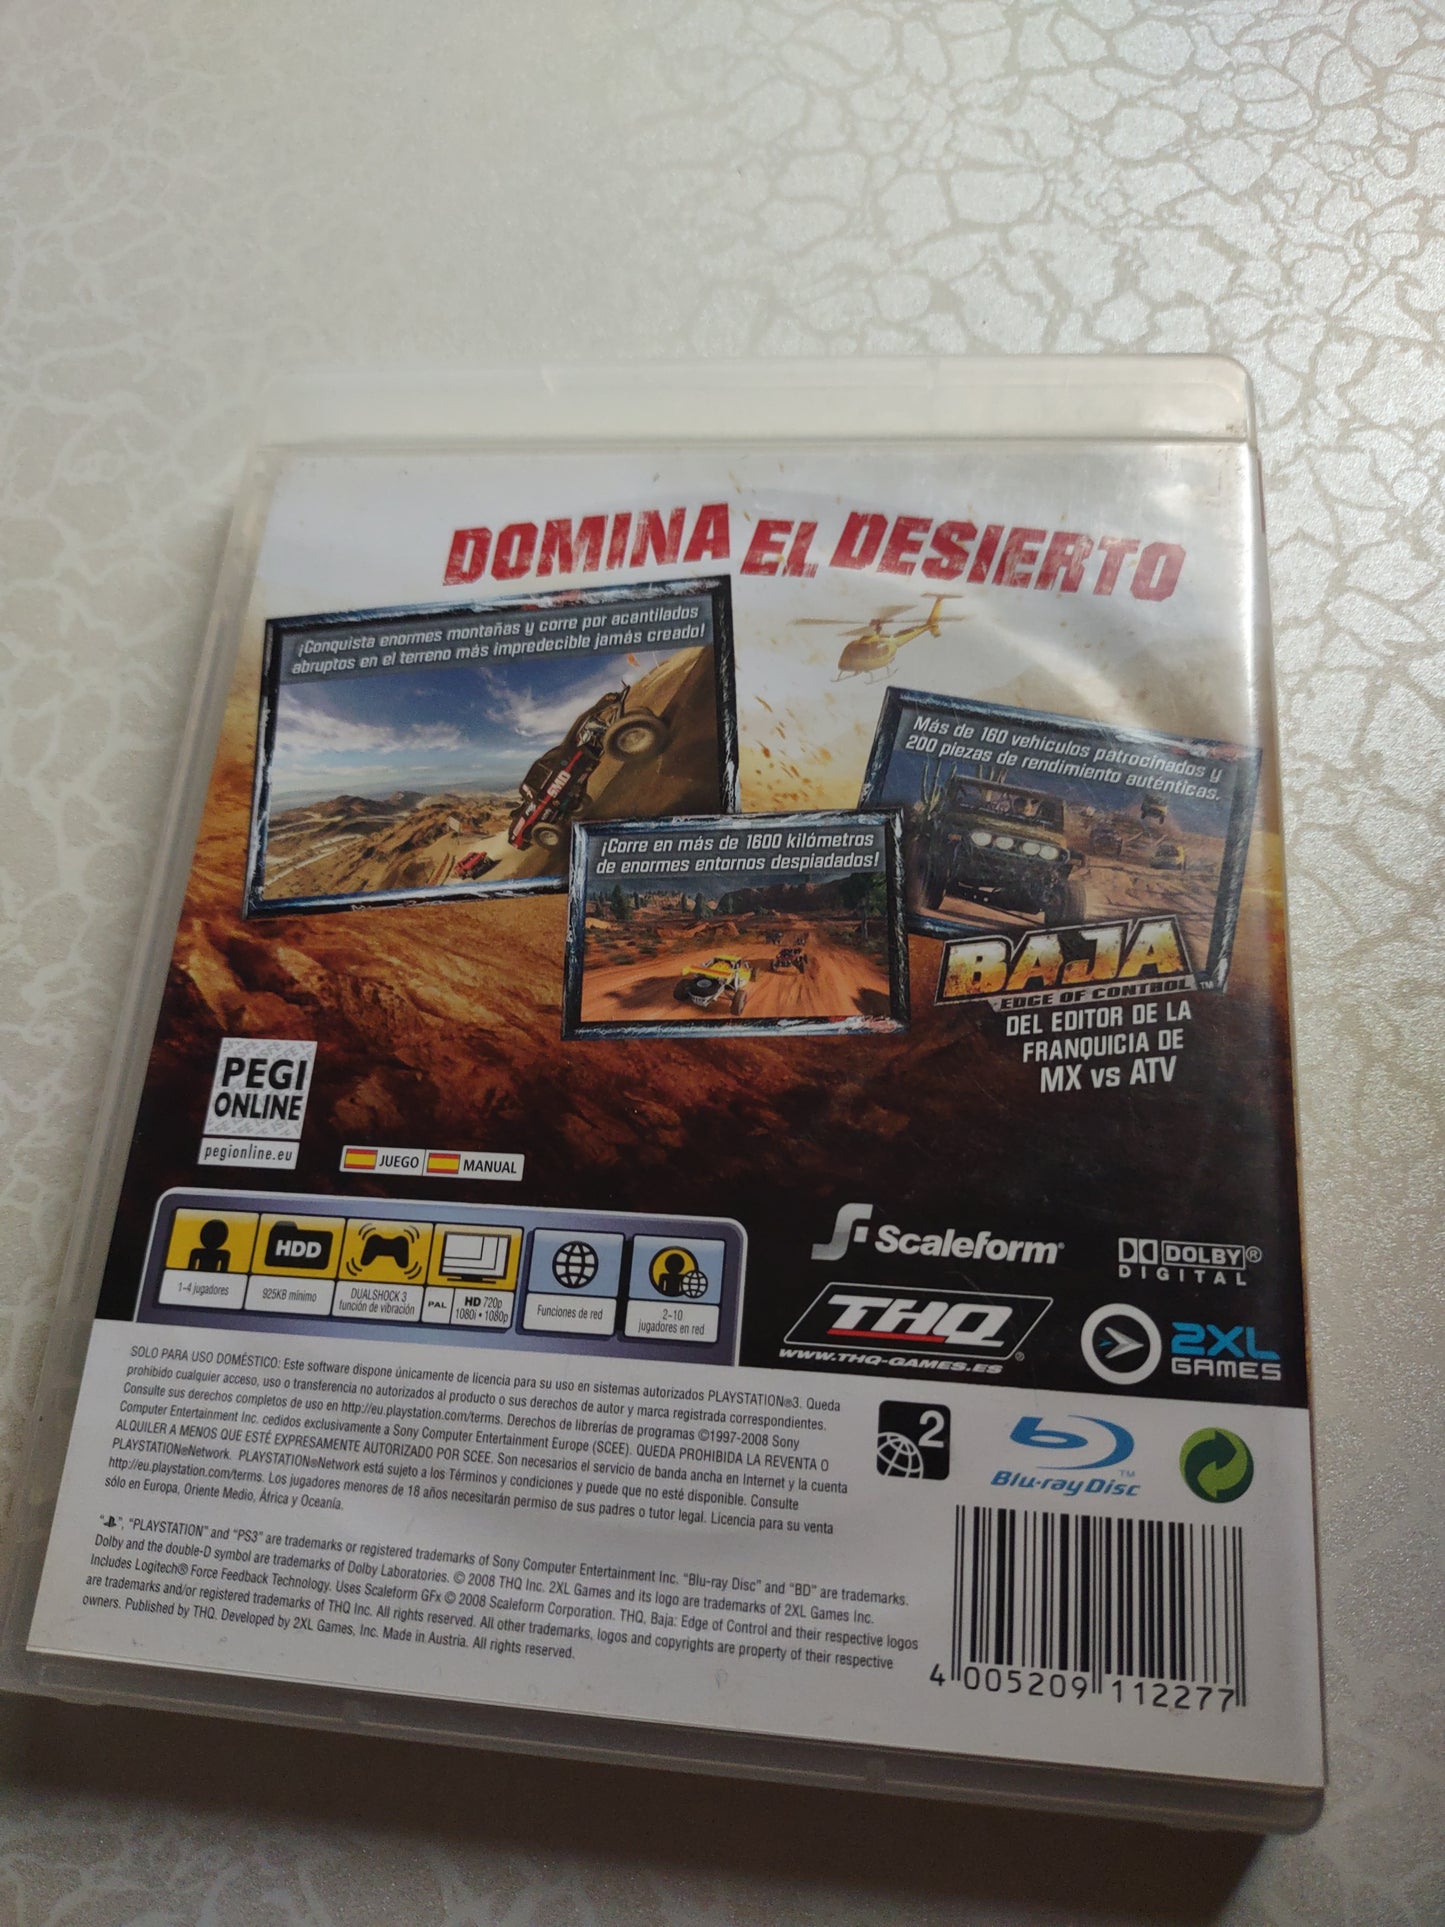 DOMINA EL DESIERTO
¡Conquista enormes montañas y corre por acantilados
abruptos en el terreno más impredecible jamás creado!
SMD
Más de 160 vehículos patrocinados y
200 piezas de rendimiento auténticas.
¡Corre en más de 1600 kilómetros
de enormes entornos despiadados!
BAJA
EDGE OF CONTROL™
DEL EDITOR DE LA
FRANQUICIA DE
MX vs ATV
PEGI
ONLINE
pegionline.eu
JUEGO MANUAL
HDD
1-4 jugadores
925KB mínimo
DUALSHOCK 3
función de vibración
PAL
HD 720p
1080i • 1080p
Funciones de red
2-10
jugadores en red
Scaleform
DOLBY®
DIGITAL
THQ®
WWW.THQ-GAMES.ES
2XL
GAMES
SOLO PARA USO DOMÉSTICO: Este software dispone únicamente de licencia para su uso en sistemas autorizados PLAYSTATION®3. Queda
prohibido cualquier acceso, uso o transferencia no autorizados al producto o sus derechos de autor y marca registrada correspondientes.
Consulte sus derechos completos de uso en http://eu.playstation.com/terms. Derechos de librerías de programas ©1997-2008 Sony
Computer Entertainment Inc. cedidos exclusivamente a Sony Computer Entertainment Europe (SCEE). QUEDA PROHIBIDA LA REVENTA O
ALQUILER A MENOS QUE ESTÉ EXPRESAMENTE AUTORIZADO POR SCEE. Son necesarios el servicio de banda ancha en Internet y la cuenta
PLAYSTATION®Network. PLAYSTATION®Network está sujeto a los Términos y condiciones y puede que no esté disponible. Consulte
http://eu.playstation.com/terms. Los jugadores menores de 18 años necesitarán permiso de sus padres o tutor legal. Licencia para su venta
sólo en Europa, Oriente Medio, África y Oceanía.
2
Blu-ray Disc™
"PS", "PLAYSTATION" and "PS3" are trademarks or registered trademarks of Sony Computer Entertainment Inc. "Blu-ray Disc" and "BD" are trademarks.
Dolby and the double-D symbol are trademarks of Dolby Laboratories. © 2008 THQ Inc. 2XL Games and its logo are trademarks of 2XL Games Inc.
Includes Logitech® Force Feedback Technology. Uses Scaleform GFx © 2008 Scaleform Corporation. THQ, Baja: Edge of Control and their respective logos
are trademarks and/or registered trademarks of THQ Inc. All rights reserved. All other trademarks, logos and copyrights are property of their respective
owners. Published by THQ. Developed by 2XL Games, Inc. Made in Austria. All rights reserved.
4 005209 112277